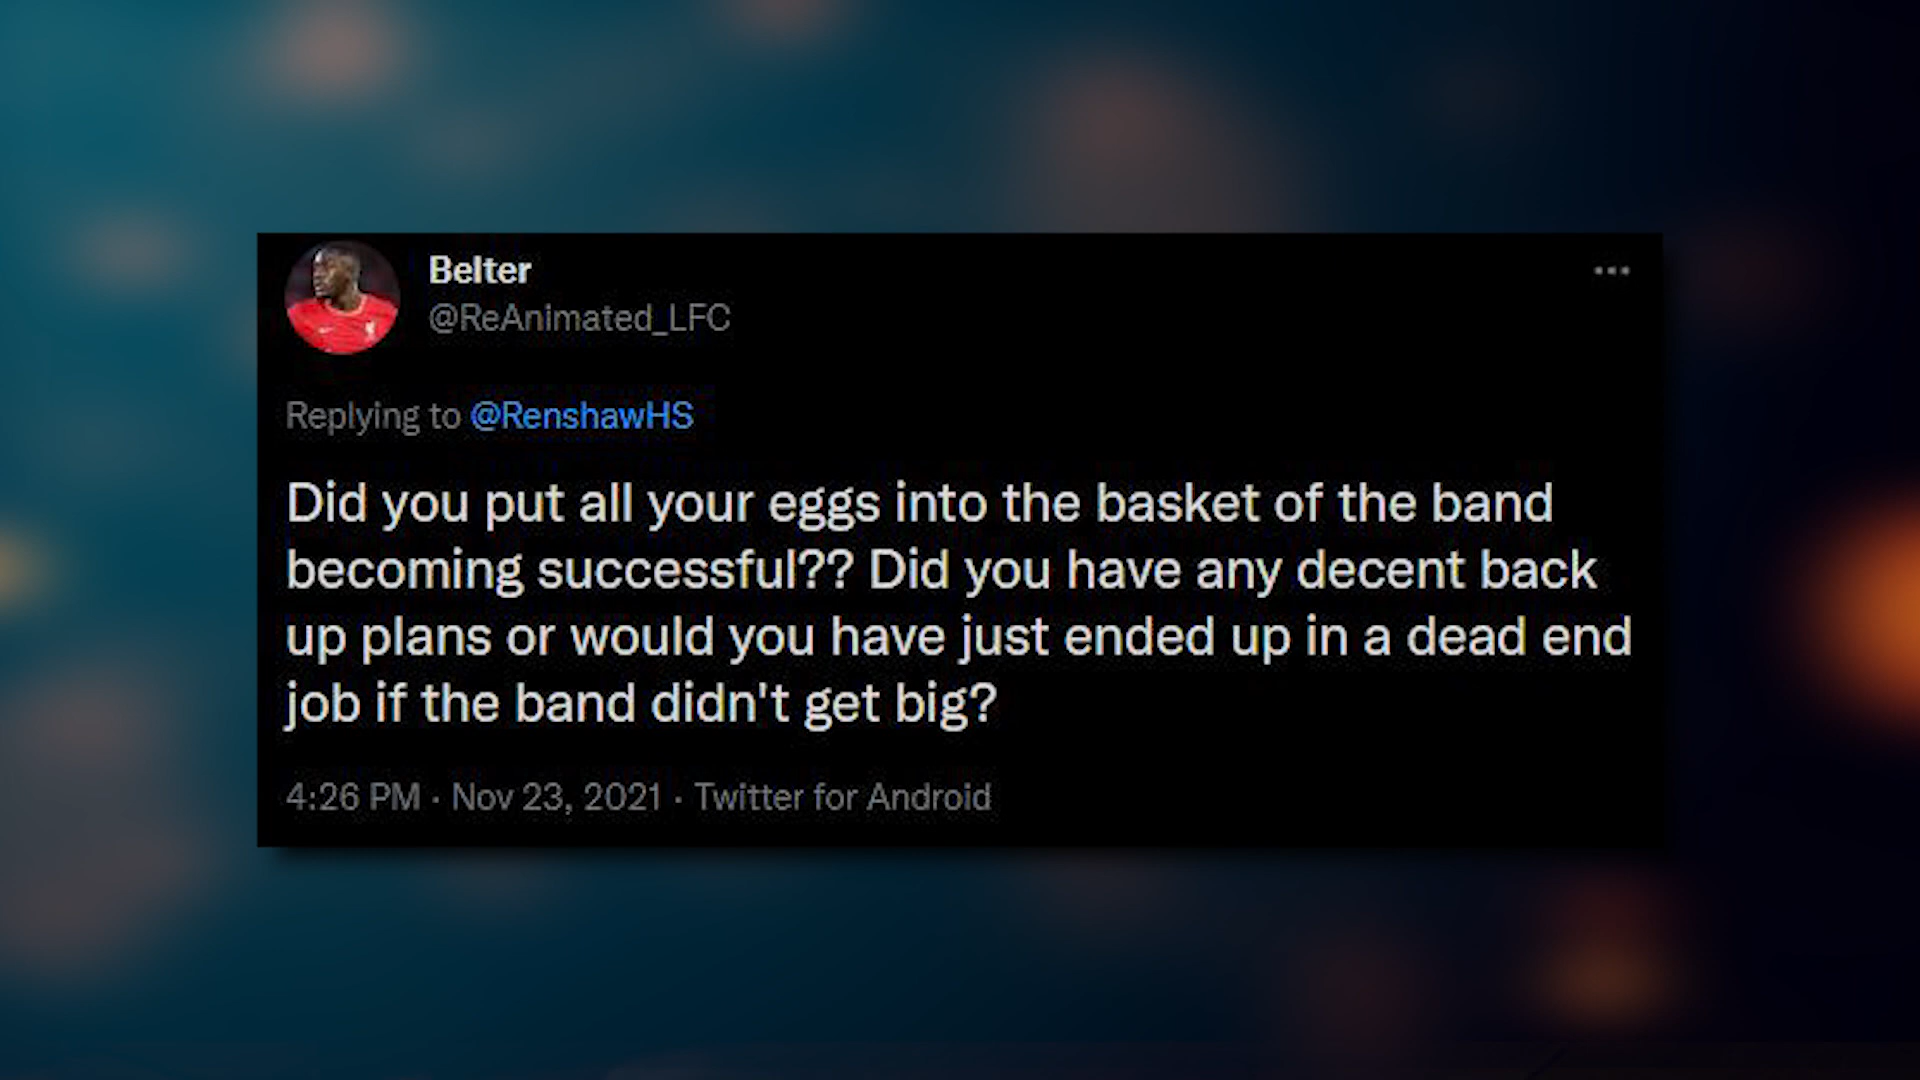 Belter
@ReAnimated_LFC
Replying to @RenshawHS
Did you put all your eggs into the basket of the band
becoming successful?? Did you have any decent back
up plans or would you have just ended up in a dead end
job if the band didn't get big?
4:26 PM · Nov 23, 2021 · Twitter for Android